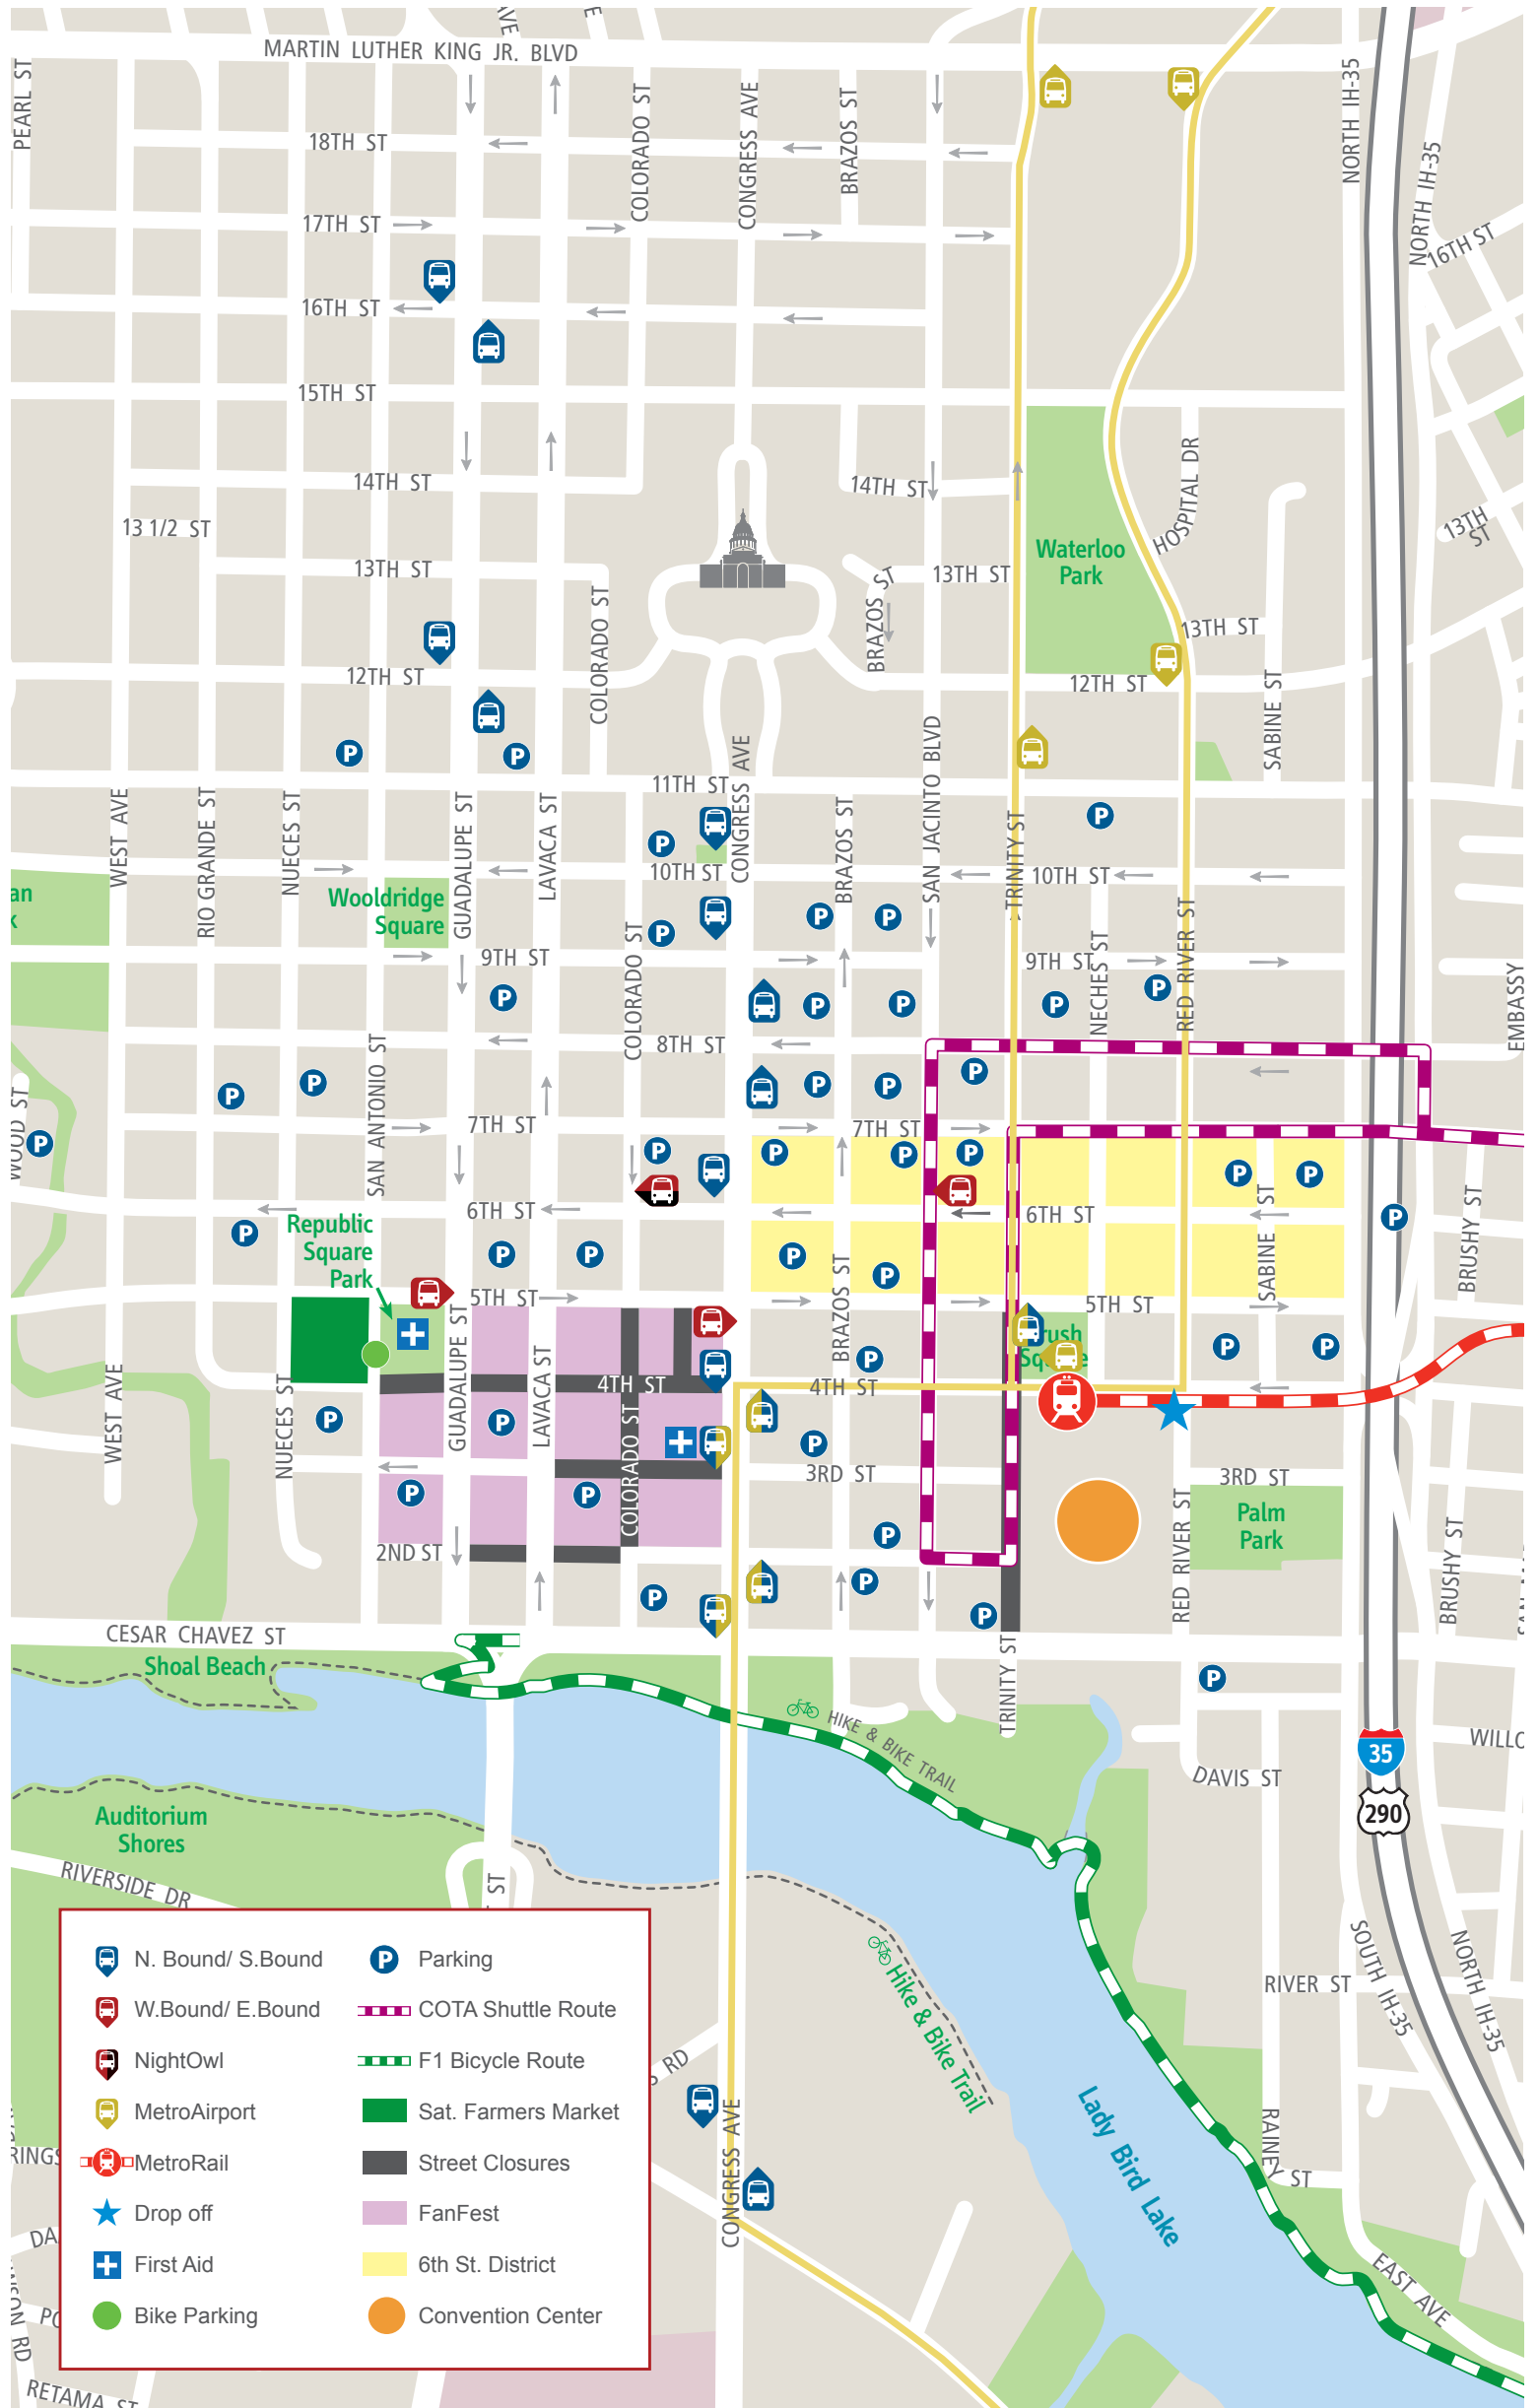 MARTIN LUTHER KING JR. BLVD
PEARL ST
18TH ST
COLORADO ST
CONGRESS AVE
BRAZOS ST
NORTH IH-35
NORTH IH-35
17TH ST
16TH ST
16TH ST
15TH ST
14TH ST
14TH ST
HOSPITAL DR
13 1/2 ST
13TH ST
13TH ST
13TH
ST
Waterloo
Park
COLORADO ST
BRAZOS ST
13TH ST
12TH ST
12TH ST
SABINE ST
P
P
11TH ST
CONGRESS AVE
SAN JACINTO BLVD
WEST AVE
RIO GRANDE ST
NUECES ST
GUADALUPE ST
LAVACA ST
BRAZOS ST
TRINITY ST
P
P
10TH ST
10TH ST
an
k
Wooldridge
Square
COLORADO ST
P
P
P
RED RIVER ST
9TH ST
9TH ST
NECHES ST
P
P
P
P
P
EMBASSY
SAN ANTONIO ST
8TH ST
P
P
P
P
P
WOOD ST
P
7TH ST
7TH ST
P
P
P
P
P
P
6TH ST
6TH ST
SABINE ST
P
BRUSHY ST
Republic
Square
Park
P
P
P
P
P
BRAZOS ST
5TH ST
5TH ST
GUADALUPE ST
LAVACA ST
P
P
P
WEST AVE
NUECES ST
4TH ST
4TH ST
P
P
COLORADO ST
P
3RD ST
3RD ST
P
P
RED RIVER ST
Palm
Park
P
2ND ST
BRUSHY ST
P
P
P
CESAR CHAVEZ ST
TRINITY ST
Shoal Beach
P
HIKE & BIKE TRAIL
35
WILLO
DAVIS ST
290
Auditorium
Shores
RIVERSIDE DR
ST
SOUTH IH-35
NORTH IH-35
Hike & Bike Trail
RIVER ST
N. Bound/ S.Bound
P Parking
W.Bound/ E.Bound
COTA Shuttle Route
NightOwl
F1 Bicycle Route
MetroAirport
Sat. Farmers Market
MetroRail
Street Closures
Drop off
FanFest
First Aid
6th St. District
Bike Parking
Convention Center
RD
CONGRESS AVE
Lady Bird Lake
RAINEY ST
EAST AVE
RINGS
DA
PO
RETAMA ST